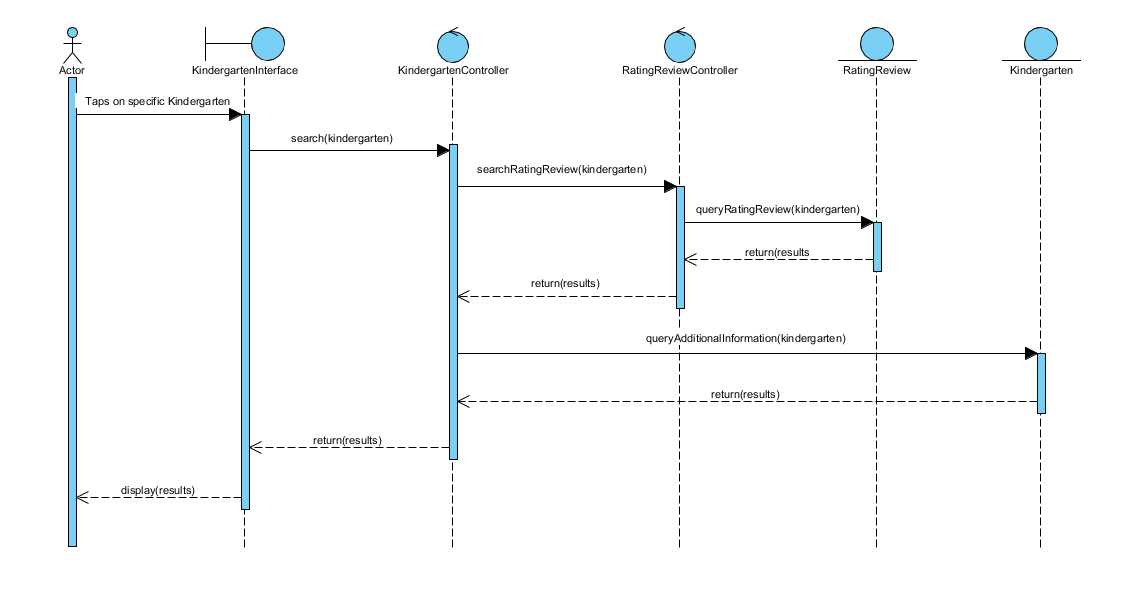 Actor
KindergartenInterface
KindergartenController
RatingReviewController
RatingReview
Kindergarten
Taps on specific Kindergarten
search(kindergarten)
searchRatingReview(kindergarten)
queryRatingReview(kindergarten)
return(results
return(results)
queryAdditionalInformation(kindergarten)
return(results)
return(results)
display(results)